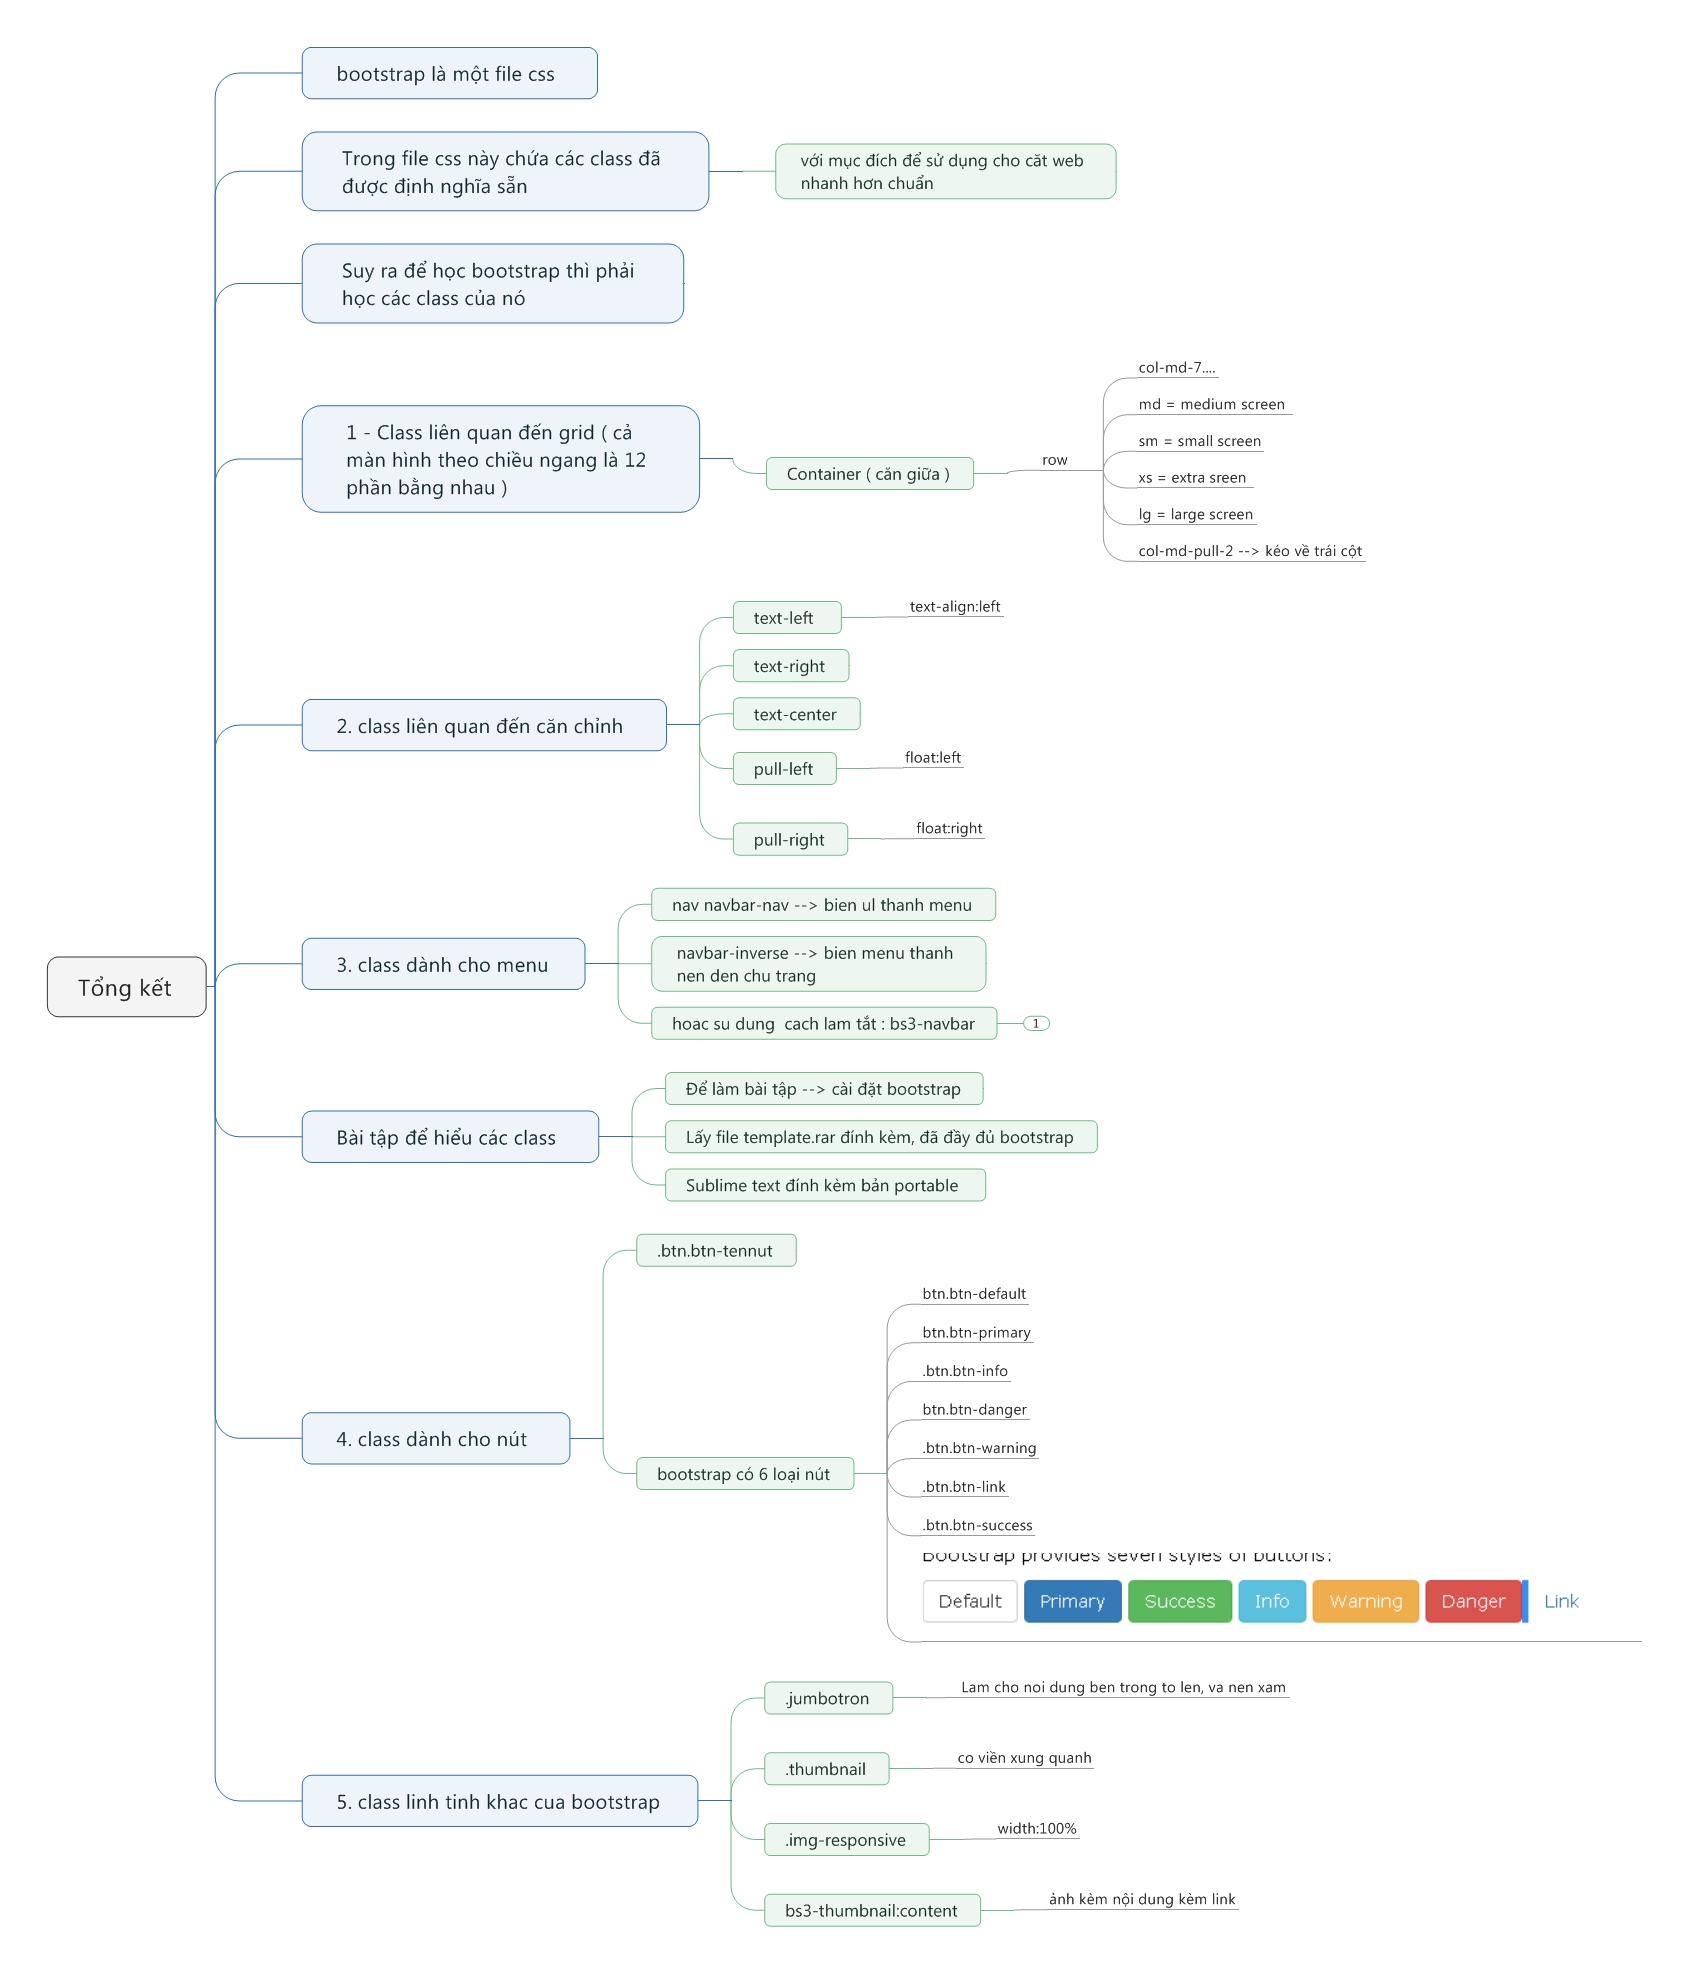 bootstrap là một file css
Trong file css này chứa các class đã
được định nghĩa sẵn
với mục đích để sử dụng cho cắt web
nhanh hơn chuẩn
Suy ra để học bootstrap thì phải
học các class của nó
1 - Class liên quan đến grid ( cả
màn hình theo chiều ngang là 12
phần bằng nhau )
Container ( căn giữa )
row
col-md-7....
md = medium screen
sm = small screen
xs = extra sreen
lg = large screen
col-md-pull-2 --> kéo về trái cột
2. class liên quan đến căn chỉnh
text-left
text-align:left
text-right
text-center
pull-left
float:left
pull-right
float:right
Tổng kết
3. class dành cho menu
nav navbar-nav --> bien ul thanh menu
navbar-inverse --> bien menu thanh
nen den chu trang
hoac su dung  cach lam tắt : bs3-navbar
1
Bài tập để hiểu các class
Để làm bài tập --> cài đặt bootstrap
Lấy file template.rar đính kèm, đã đầy đủ bootstrap
Sublime text đính kèm bản portable
4. class dành cho nút
.btn.btn-tennut
bootstrap có 6 loại nút
btn.btn-default
btn.btn-primary
.btn.btn-info
btn.btn-danger
.btn.btn-warning
.btn.btn-link
.btn.btn-success
Bootstrap provides seven styles of buttons:
Default Primary Success Info Warning Danger Link
5. class linh tinh khac cua bootstrap
.jumbotron
Lam cho noi dung ben trong to len, va nen xam
.thumbnail
co viền xung quanh
.img-responsive
width:100%
bs3-thumbnail:content
ảnh kèm nội dung kèm link